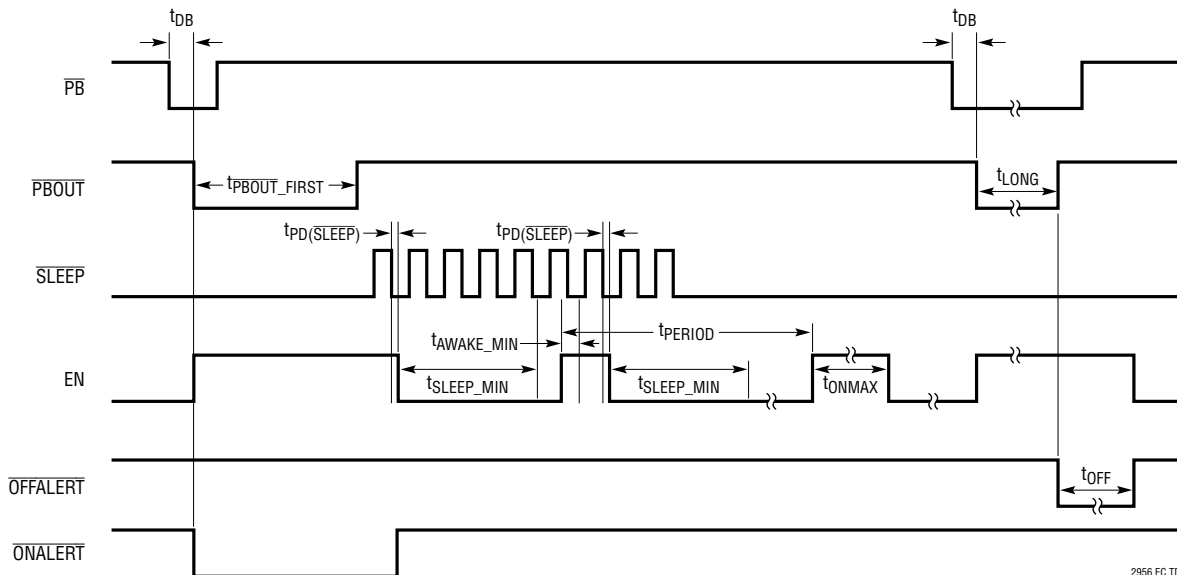 tDB
tDB
PB
PBOUT
tPBOUT_FIRST
tLONG
tPD(SLEEP)
tPD(SLEEP)
SLEEP
tAWAKE_MIN
tPERIOD
EN
tSLEEP_MIN
tSLEEP_MIN
tONMAX
OFFALERT
tOFF
ONALERT